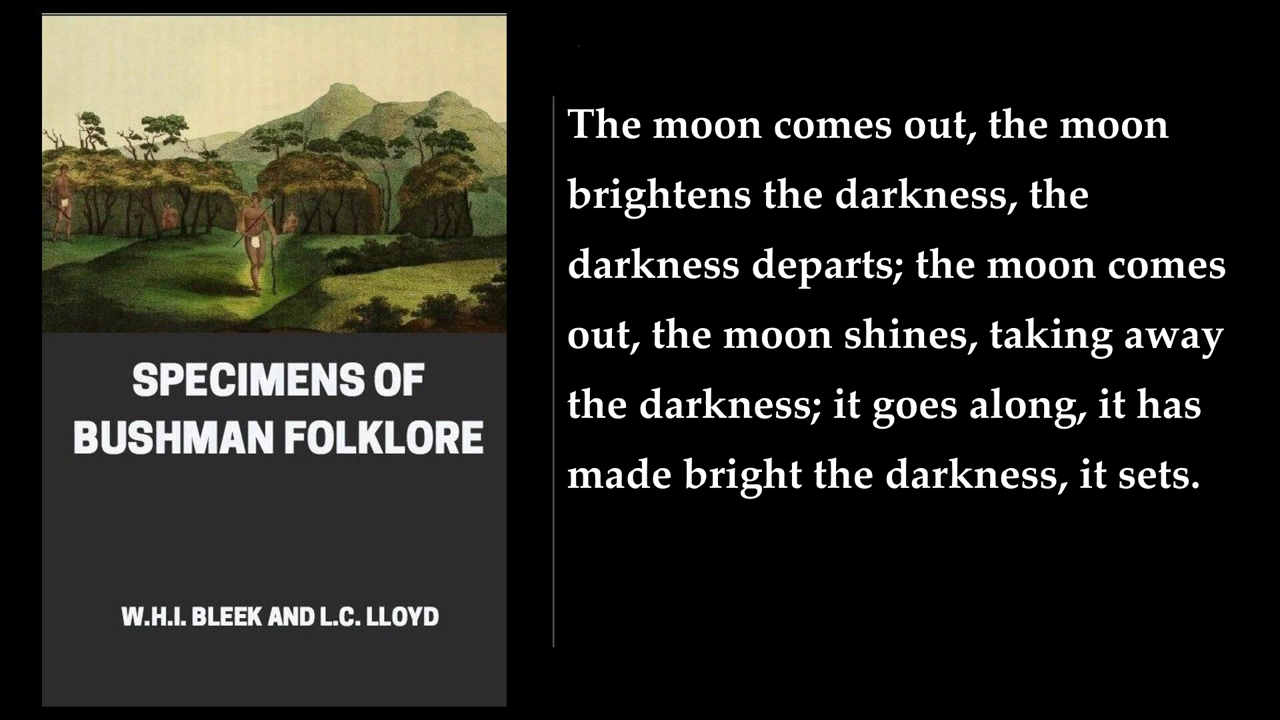 SPECIMENS OF
BUSHMAN FOLKLORE
W.H.I. BLEEK AND L.C. LLOYD
The moon comes out, the moon
brightens the darkness, the
darkness departs; the moon comes
out, the moon shines, taking away
the darkness; it goes along, it has
made bright the darkness, it sets.